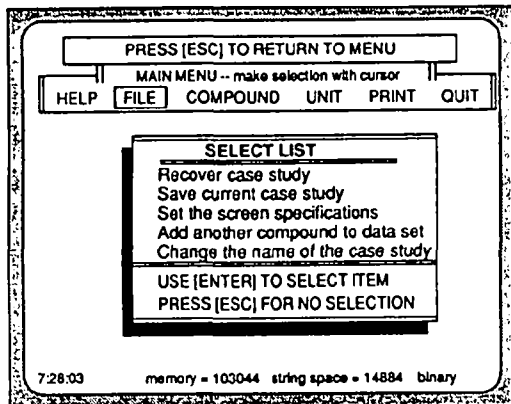 PRESS [ESC] TO RETURN TO MENU
MAIN MENU -- make selection with cursor
HELP FILE COMPOUND UNIT PRINT QUIT
SELECT LIST
Recover case study
Save current case study
Set the screen specifications
Add another compound to data set
Change the name of the case study
USE [ENTER] TO SELECT ITEM
PRESS [ESC] FOR NO SELECTION
7:28:03 memory = 103044 string space = 14884 binary